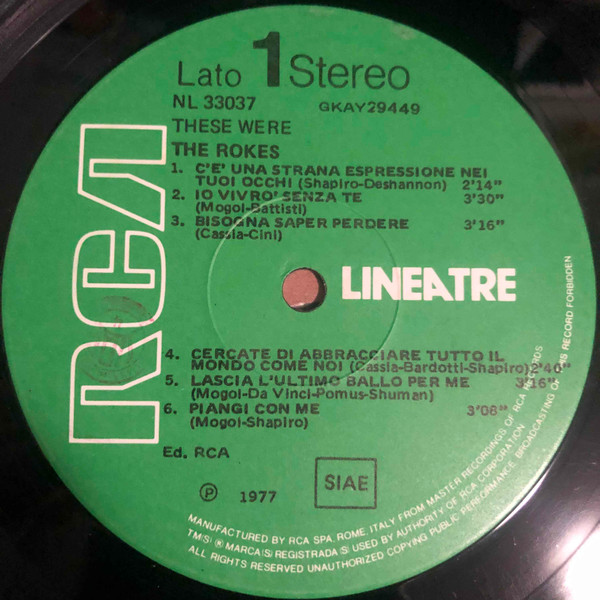 Lato 1 Stereo
NL 33037 GKAY29449
THESE WERE
THE ROKES
1. C'E' UNA STRANA ESPRESSIONE NEI
TUOI OCCHI (Shapiro-Deshannon) 2'14"
2. IO VIVRO' SENZA TE 3'30"
(Mogol-Battisti)
3. BISOGNA SAPER PERDERE 3'16"
(Cassia-Cini)
RCA
LINEATRE
4. CERCATE DI ABBRACCIARE TUTTO IL
MONDO COME NOI (Cassia-Bardotti-Shapiro) 2'40"
5. LASCIA L'ULTIMO BALLO PER ME 3'16"
(Mogol-Da Vinci-Pomus-Shuman)
6. PIANGI CON ME 3'08"
(Mogol-Shapiro)
Ed. RCA
SIAE
℗ 1977
MANUFACTURED BY RCA SPA, ROME, ITALY FROM MASTER RECORDINGS OF RCA RECORDS
TM(S) ® MARCA(S) REGISTRADA(S) USED BY AUTHORITY OF RCA CORPORATION
ALL RIGHTS RESERVED UNAUTHORIZED COPYING PUBLIC PERFORMANCE, BROADCASTING OF THIS RECORD FORBIDDEN